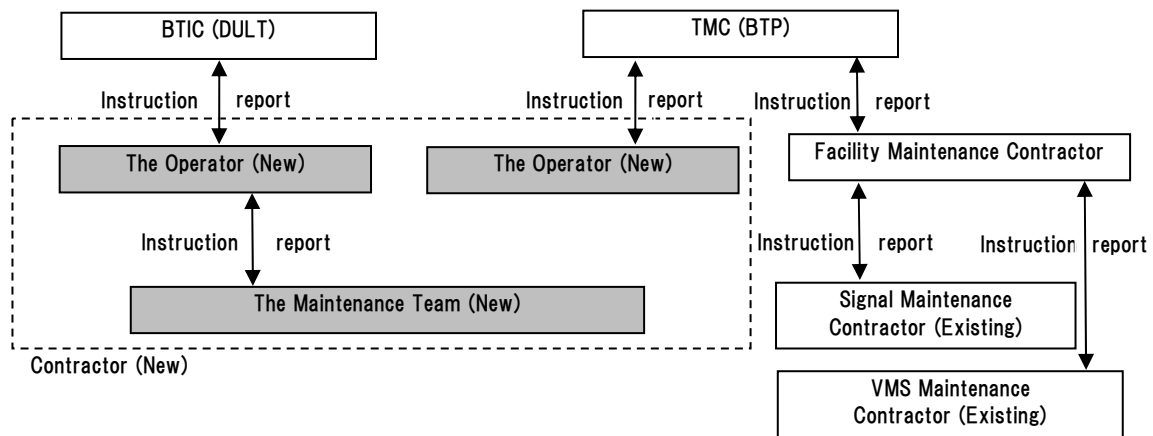 BTIC (DULT)
TMC (BTP)
Instruction report
Instruction report
Instruction report
The Operator (New)
The Operator (New)
Facility Maintenance Contractor
Instruction report
Instruction report
Instruction report
The Maintenance Team (New)
Signal Maintenance
Contractor (Existing)
Contractor (New)
VMS Maintenance
Contractor (Existing)